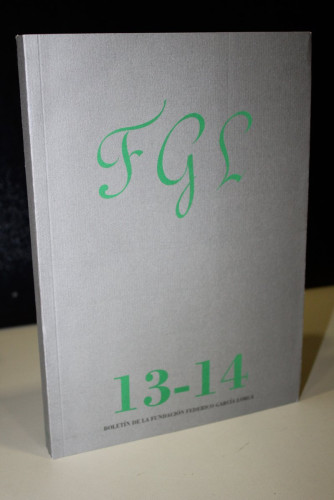 FGL
13-14
BOLETÍN DE LA FUNDACIÓN FEDERICO GARCÍA LORCA